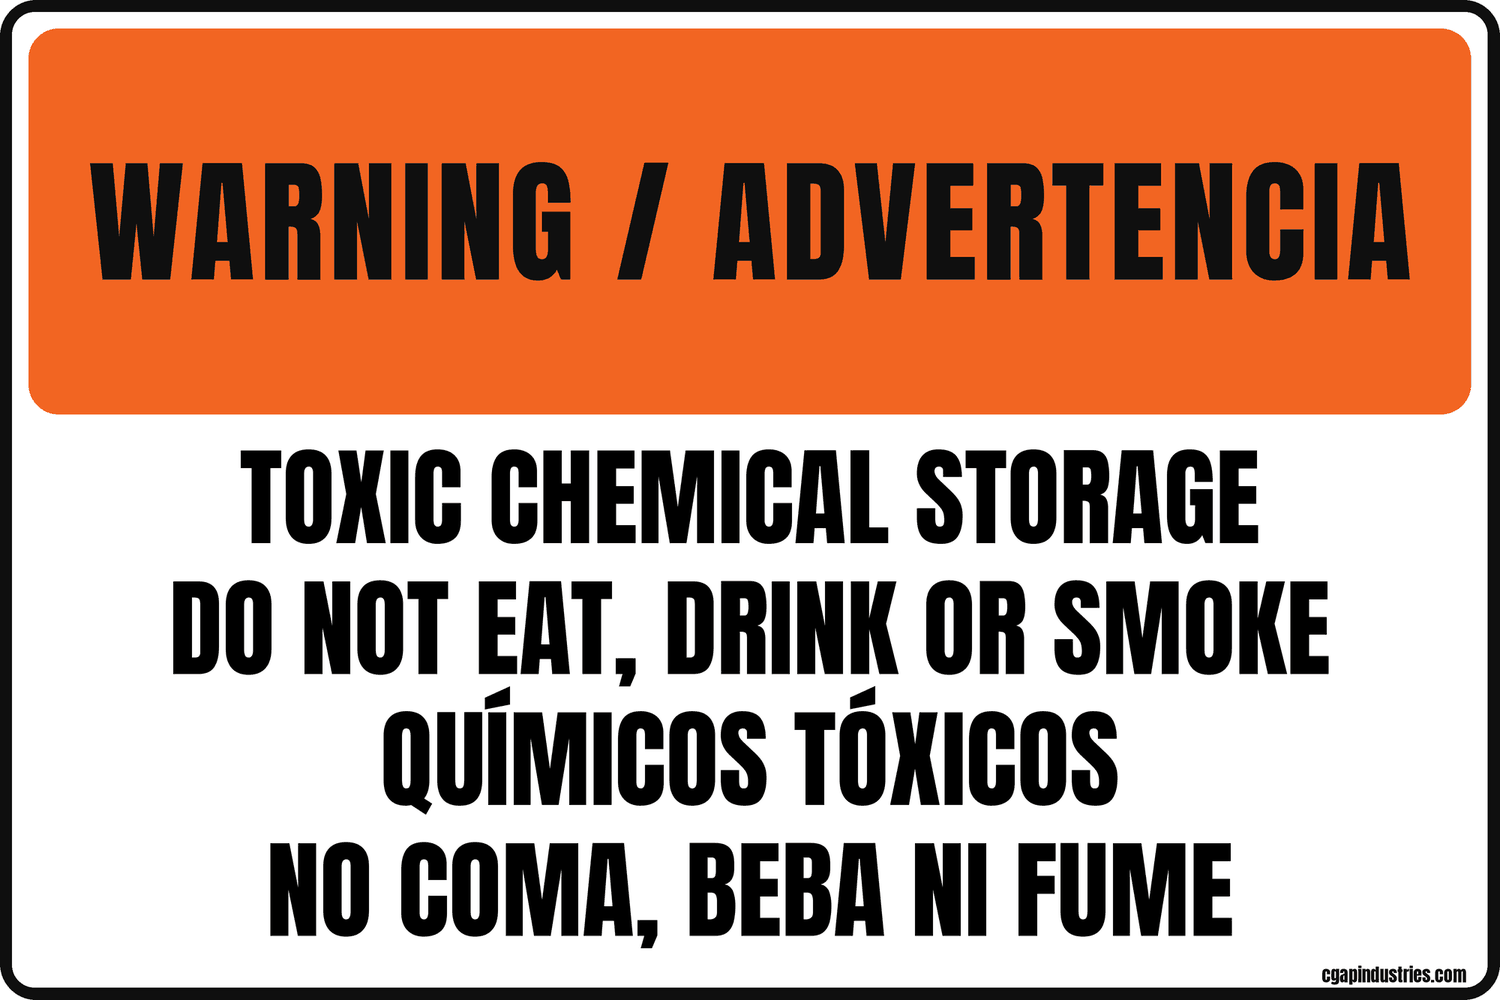 WARNING / ADVERTENCIA
TOXIC CHEMICAL STORAGE
DO NOT EAT, DRINK OR SMOKE
QUÍMICOS TÓXICOS
NO COMA, BEBA NI FUME
cgapindustries.com